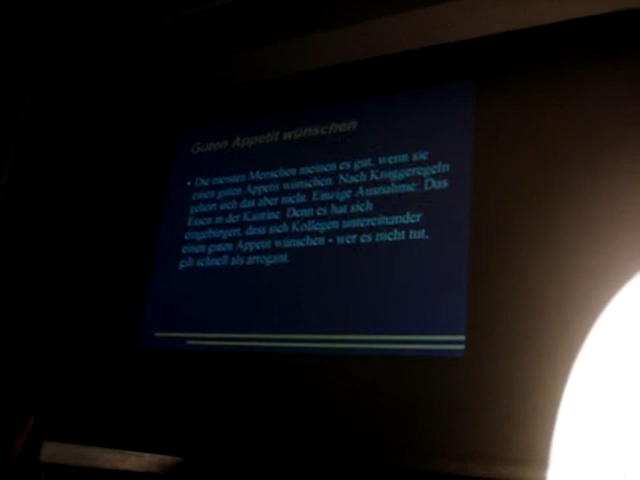 Guten Appetit wünschen
• Die meisten Menschen meinen es gut, wenn sie
einen guten Appetit wünschen. Nach Kniggeregeln
gehört sich das aber nicht. Einzige Ausnahme: Das
Essen in der Kantine. Denn es hat sich
eingebürgert, dass sich Kollegen untereinander
einen guten Appetit wünschen - wer es nicht tut,
gilt schnell als arrogant.